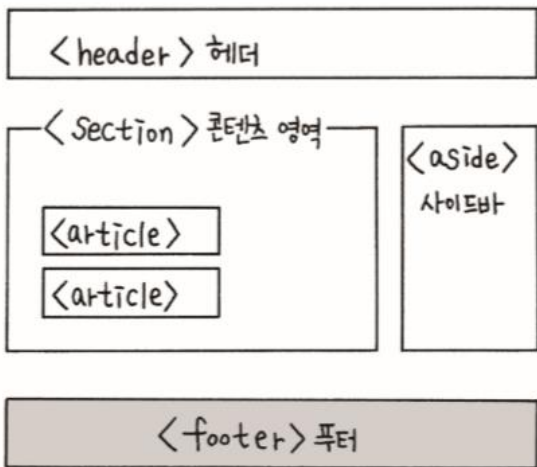 <header> 헤더
<section> 콘텐츠 영역
<article>
<article>
<aside>
사이드바
<footer> 푸터